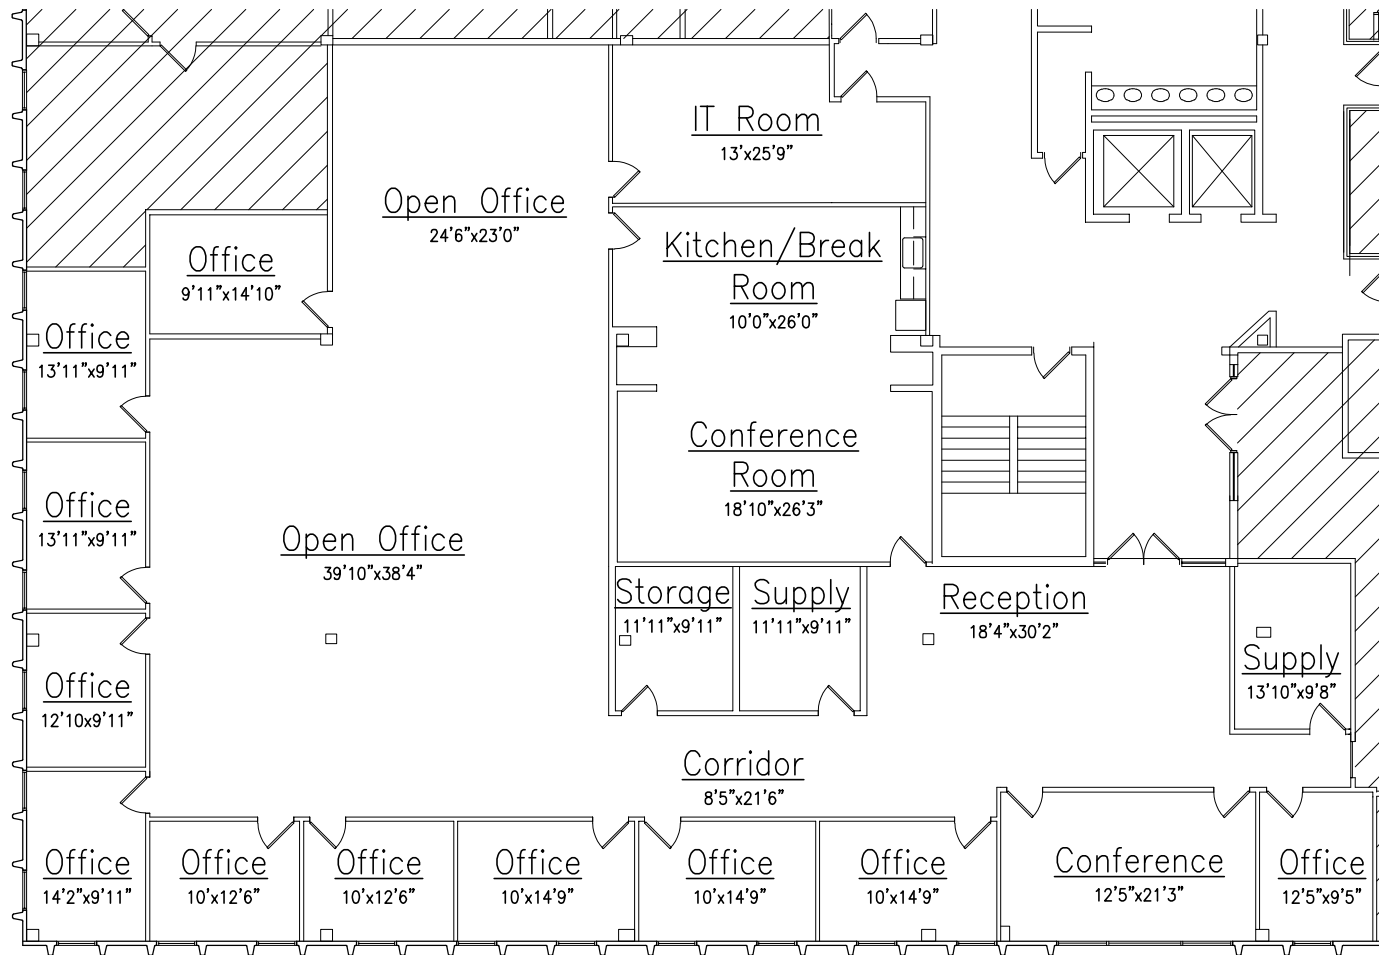 IT Room
13'x25'9"
Open Office
24'6"x23'0"
Kitchen/Break
Room
10'0"x26'0"
Office
9'11"x14'10"
Office
13'11"x9'11"
Conference
Room
18'10"x26'3"
Office
13'11"x9'11"
Open Office
39'10"x38'4"
Storage
11'11"x9'11"
Supply
11'11"x9'11"
Reception
18'4"x30'2"
Supply
13'10"x9'8"
Office
12'10x9'11"
Corridor
8'5"x21'6"
Office
14'2"x9'11"
Office
10'x12'6"
Office
10'x12'6"
Office
10'x14'9"
Office
10'x14'9"
Office
10'x14'9"
Conference
12'5"x21'3"
Office
12'5"x9'5"